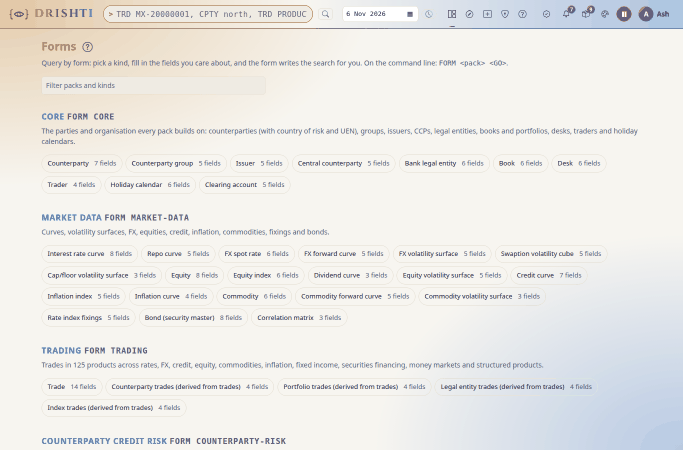 DRISHTI
> TRD MX-20000001, CPTY north, TRD PRODUC
6 Nov 2026
7
9
A Ash
Forms ?
Query by form: pick a kind, fill in the fields you care about, and the form writes the search for you. On the command line: FORM <pack> <GO>.
Filter packs and kinds
CORE FORM CORE
The parties and organisation every pack builds on: counterparties (with country of risk and UEN), groups, issuers, CCPs, legal entities, books and portfolios, desks, traders and holiday
calendars.
Counterparty 7 fields Counterparty group 5 fields Issuer 5 fields Central counterparty 5 fields Bank legal entity 6 fields Book 6 fields Desk 6 fields
Trader 4 fields Holiday calendar 6 fields Clearing account 5 fields
MARKET DATA FORM MARKET-DATA
Curves, volatility surfaces, FX, equities, credit, inflation, commodities, fixings and bonds.
Interest rate curve 8 fields Repo curve 5 fields FX spot rate 6 fields FX forward curve 5 fields FX volatility surface 5 fields Swaption volatility cube 5 fields
Cap/floor volatility surface 3 fields Equity 8 fields Equity index 6 fields Dividend curve 3 fields Equity volatility surface 5 fields Credit curve 7 fields
Inflation index 5 fields Inflation curve 4 fields Commodity 6 fields Commodity forward curve 5 fields Commodity volatility surface 3 fields
Rate index fixings 5 fields Bond (security master) 8 fields Correlation matrix 3 fields
TRADING FORM TRADING
Trades in 125 products across rates, FX, credit, equity, commodities, inflation, fixed income, securities financing, money markets and structured products.
Trade 14 fields Counterparty trades (derived from trades) 4 fields Portfolio trades (derived from trades) 4 fields Legal entity trades (derived from trades) 4 fields
Index trades (derived from trades) 4 fields
COUNTERPARTY CREDIT RISK FORM COUNTERPARTY-RISK